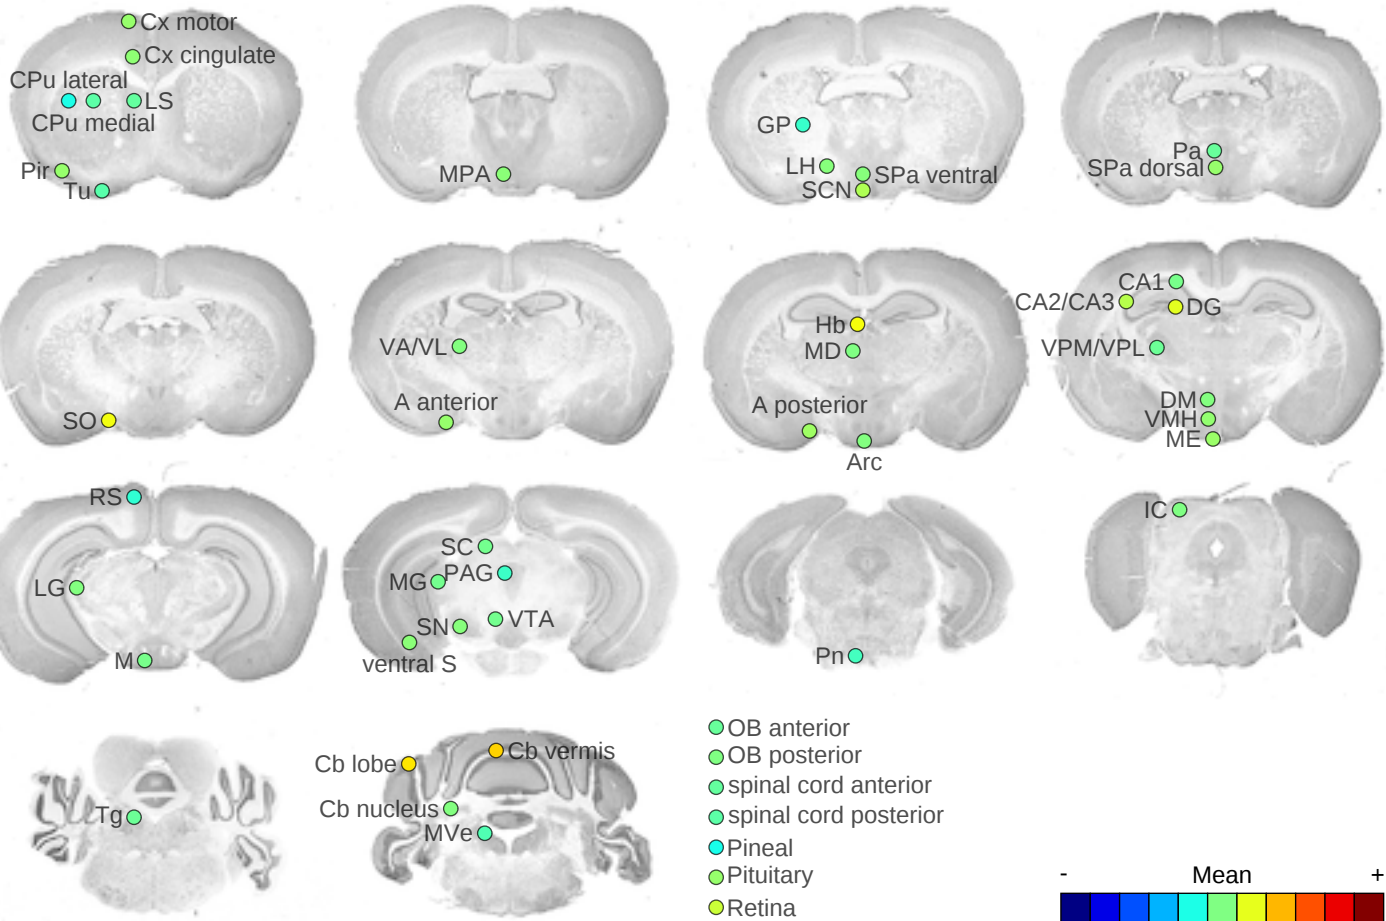 Cx motor
Cx cingulate
CPu lateral
LS
CPu medial
Pir
Tu
MPA
GP
LH
SPa ventral
SCN
Pa
SPa dorsal
SO
VA/VL
A anterior
Hb
MD
A posterior
Arc
CA1
CA2/CA3
DG
VPM/VPL
DM
VMH
ME
RS
LG
M
SC
PAG
MG
VTA
SN
ventral S
Pn
IC
Tg
Cb vermis
Cb lobe
Cb nucleus
MVe
OB anterior
OB posterior
spinal cord anterior
spinal cord posterior
Pineal
Pituitary
Retina
- Mean +